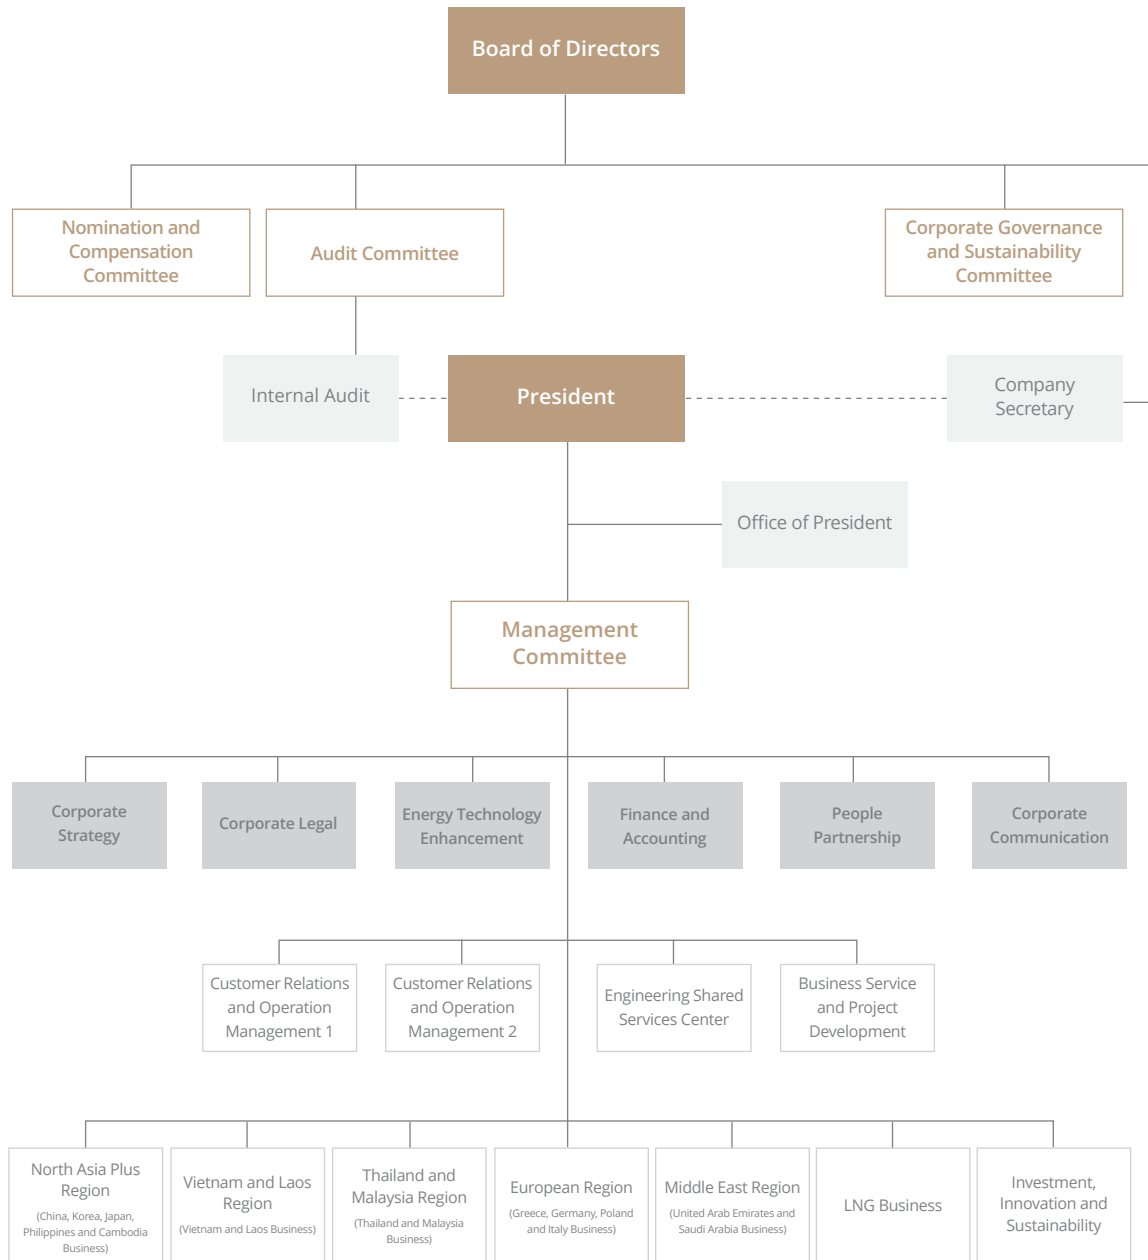 Board of Directors
Nomination and
Compensation
Committee
Audit Committee
Corporate Governance
and Sustainability
Committee
Internal Audit
President
Company
Secretary
Office of President
Management
Committee
Corporate
Strategy
Corporate Legal
Energy Technology
Enhancement
Finance and
Accounting
People
Partnership
Corporate
Communication
Customer Relations
and Operation
Management 1
Customer Relations
and Operation
Management 2
Engineering Shared
Services Center
Business Service
and Project
Development
North Asia Plus
Region
(China, Korea, Japan,
Philippines and Cambodia
Business)
Vietnam and Laos
Region
(Vietnam and Laos Business)
Thailand and
Malaysia Region
(Thailand and Malaysia
Business)
European Region
(Greece, Germany, Poland
and Italy Business)
Middle East Region
(United Arab Emirates and
Saudi Arabia Business)
LNG Business
Investment,
Innovation and
Sustainability